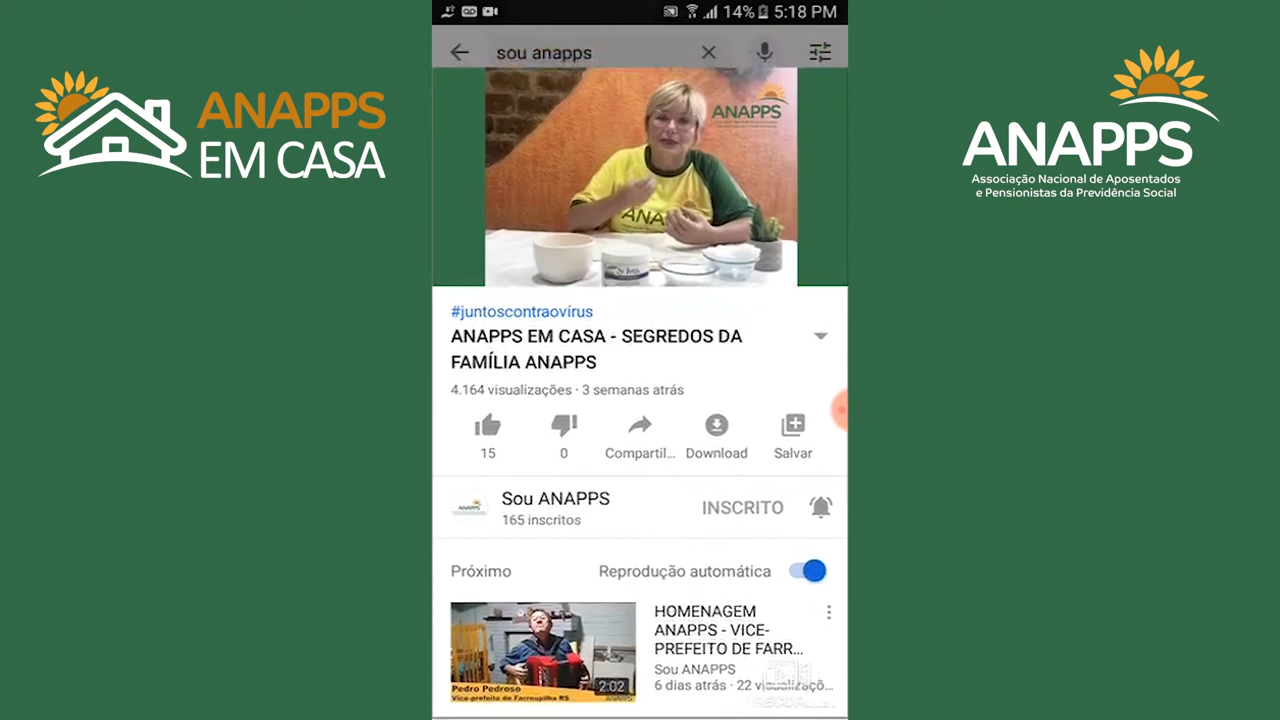 14% 5:18 PM
sou anapps
ANAPPS
EM CASA
ANAPPS
Associação Nacional de Aposentados
e Pensionistas da Previdência Social
ANAPPS
ANAPPS
#juntoscontraovírus
ANAPPS EM CASA - SEGREDOS DA
FAMÍLIA ANAPPS
4.164 visualizações · 3 semanas atrás
15
0
Compartil...
Download
Salvar
ANAPPS
Sou ANAPPS
165 inscritos
INSCRITO
Próximo
Reprodução automática
HOMENAGEM
ANAPPS - VICE-
PREFEITO DE FARR...
Sou ANAPPS
6 dias atrás · 22 visualizaçõ...
Pedro Pedroso
Vice-prefeito de Farroupilha RS
2:02
ANAPPS